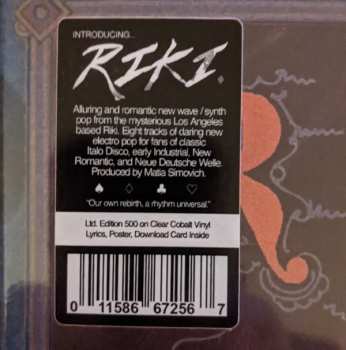 INTRODUCING...
RIKI.
Alluring and romantic new wave / synth
pop from the mysterious Los Angeles
based Riki. Eight tracks of daring new
electro pop for fans of classic
Italo Disco, early Industrial, New
Romantic, and Neue Deutsche Welle.
Produced by Matia Simovich.
♠ ♢ ♣ ♡
"Our own rebirth, a rhythm universal."
Ltd. Edition 500 on Clear Cobalt Vinyl
Lyrics, Poster, Download Card Inside
0 11586 67256 7